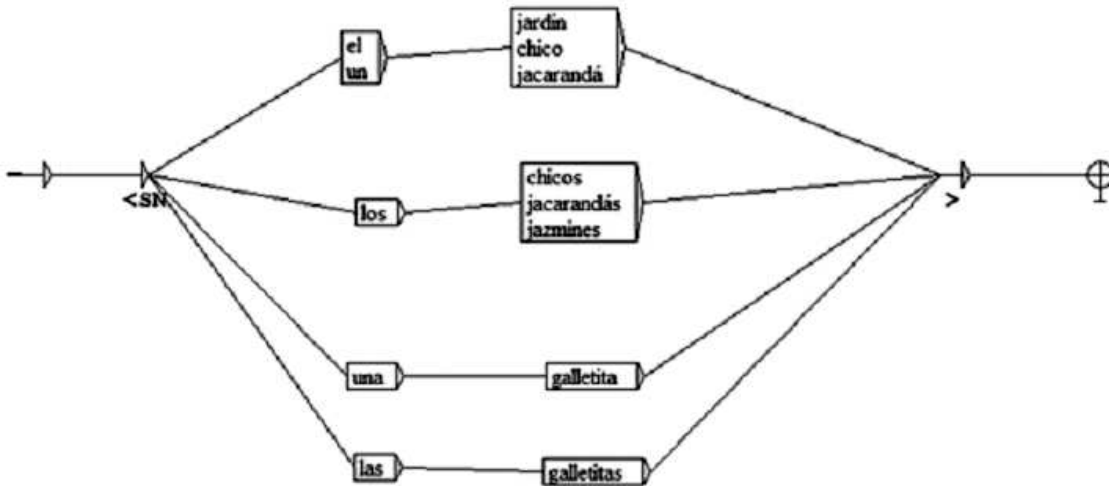 el
un
jardín
chico
jacarandá
<SN
los
chicos
jacarandás
jazmines
>
una
galletita
las
galletitas